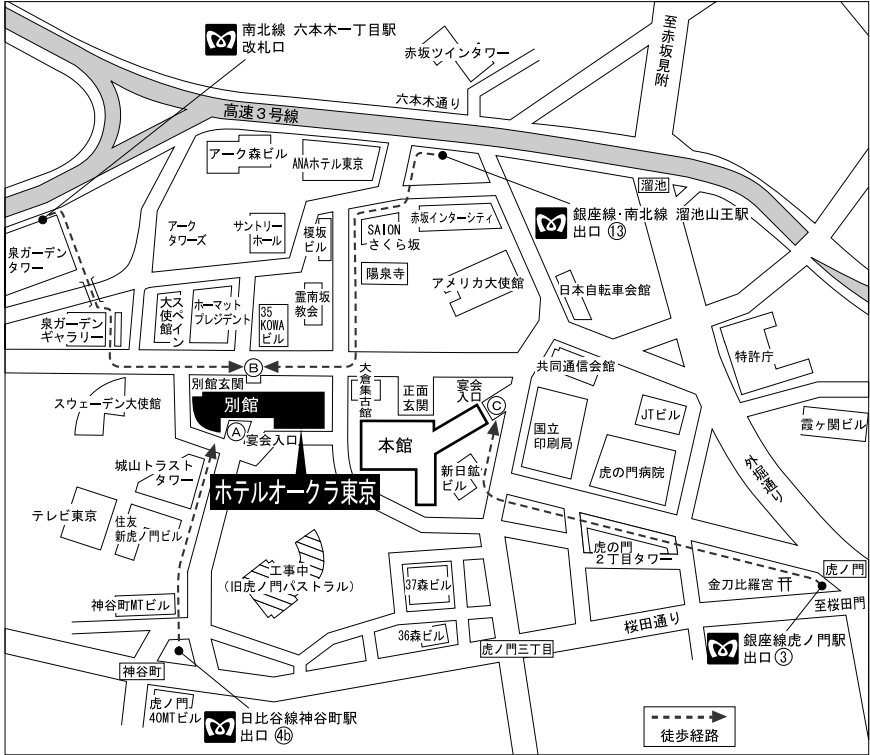 南北線 六本木一丁目駅
改札口
赤坂ツインタワー
至赤坂見附
六本木通り
高速3号線
アーク森ビル
ANAホテル東京
溜池
銀座線・南北線 溜池山王駅
出口⑬
泉ガーデン
タワー
アーク
タワーズ
サントリー
ホール
榎坂
ビル
SAION
さくら坂
赤坂インターシティ
陽泉寺
アメリカ大使館
日本自転車会館
泉ガーデン
ギャラリー
スペイン
大使館
ホーマット
プレジデント
35
KOWA
ビル
霊南坂
教会
特許庁
共同通信会館
Ⓑ
別館玄関
大倉集古館
正面
玄関
宴会
入口
Ⓒ
スウェーデン大使館
別館
Ⓐ
宴会入口
本館
国立
印刷局
JTビル
霞ヶ関ビル
外堀通り
城山トラスト
タワー
ホテルオークラ東京
新日鉱
ビル
虎の門病院
テレビ東京
住友
新虎ノ門ビル
工事中
(旧虎ノ門パストラル)
37森ビル
虎の門
2丁目タワー
虎ノ門
金刀比羅宮
至桜田門
神谷町MTビル
36森ビル
桜田通り
虎ノ門三丁目
銀座線虎ノ門駅
出口③
神谷町
虎ノ門
40MTビル
日比谷線神谷町駅
出口④b
徒歩経路